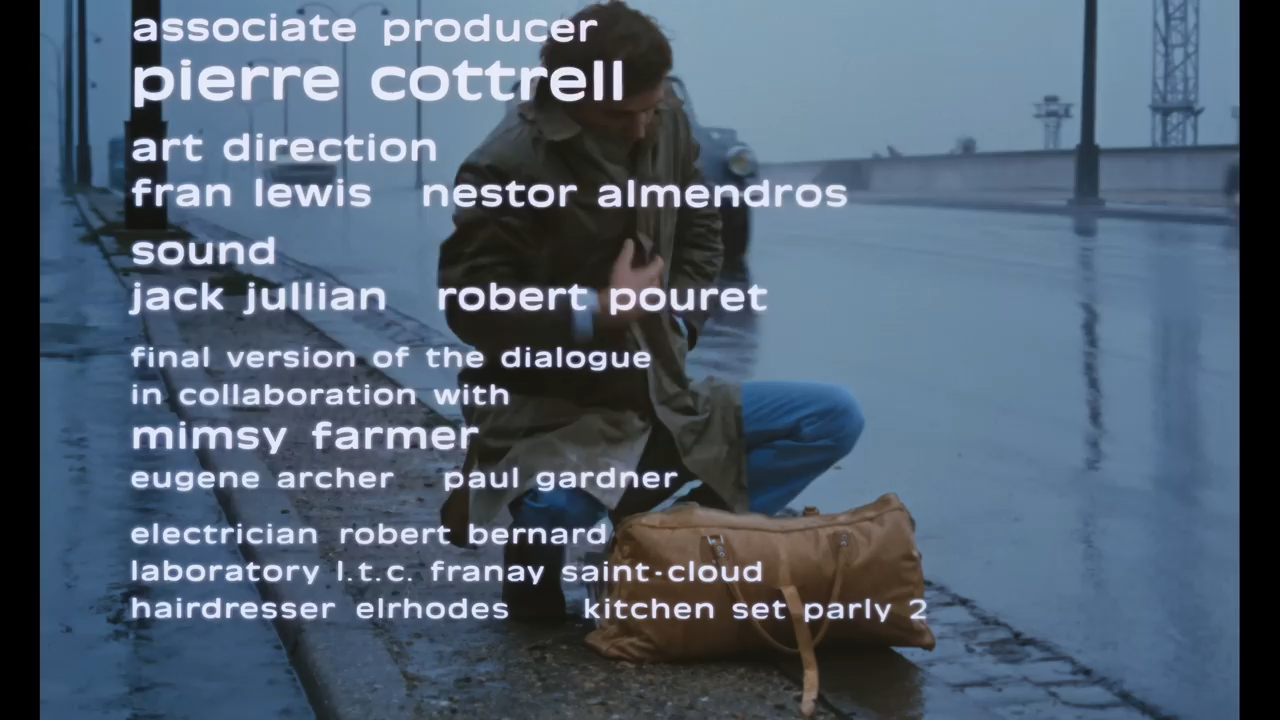 associate producer
pierre cottrell
art direction
fran lewis nestor almendros
sound
jack jullian robert pouret
final version of the dialogue
in collaboration with
mimsy farmer
eugene archer paul gardner
electrician robert bernard
laboratory l.t.c. franay saint-cloud
hairdresser elrhodes kitchen set parly 2